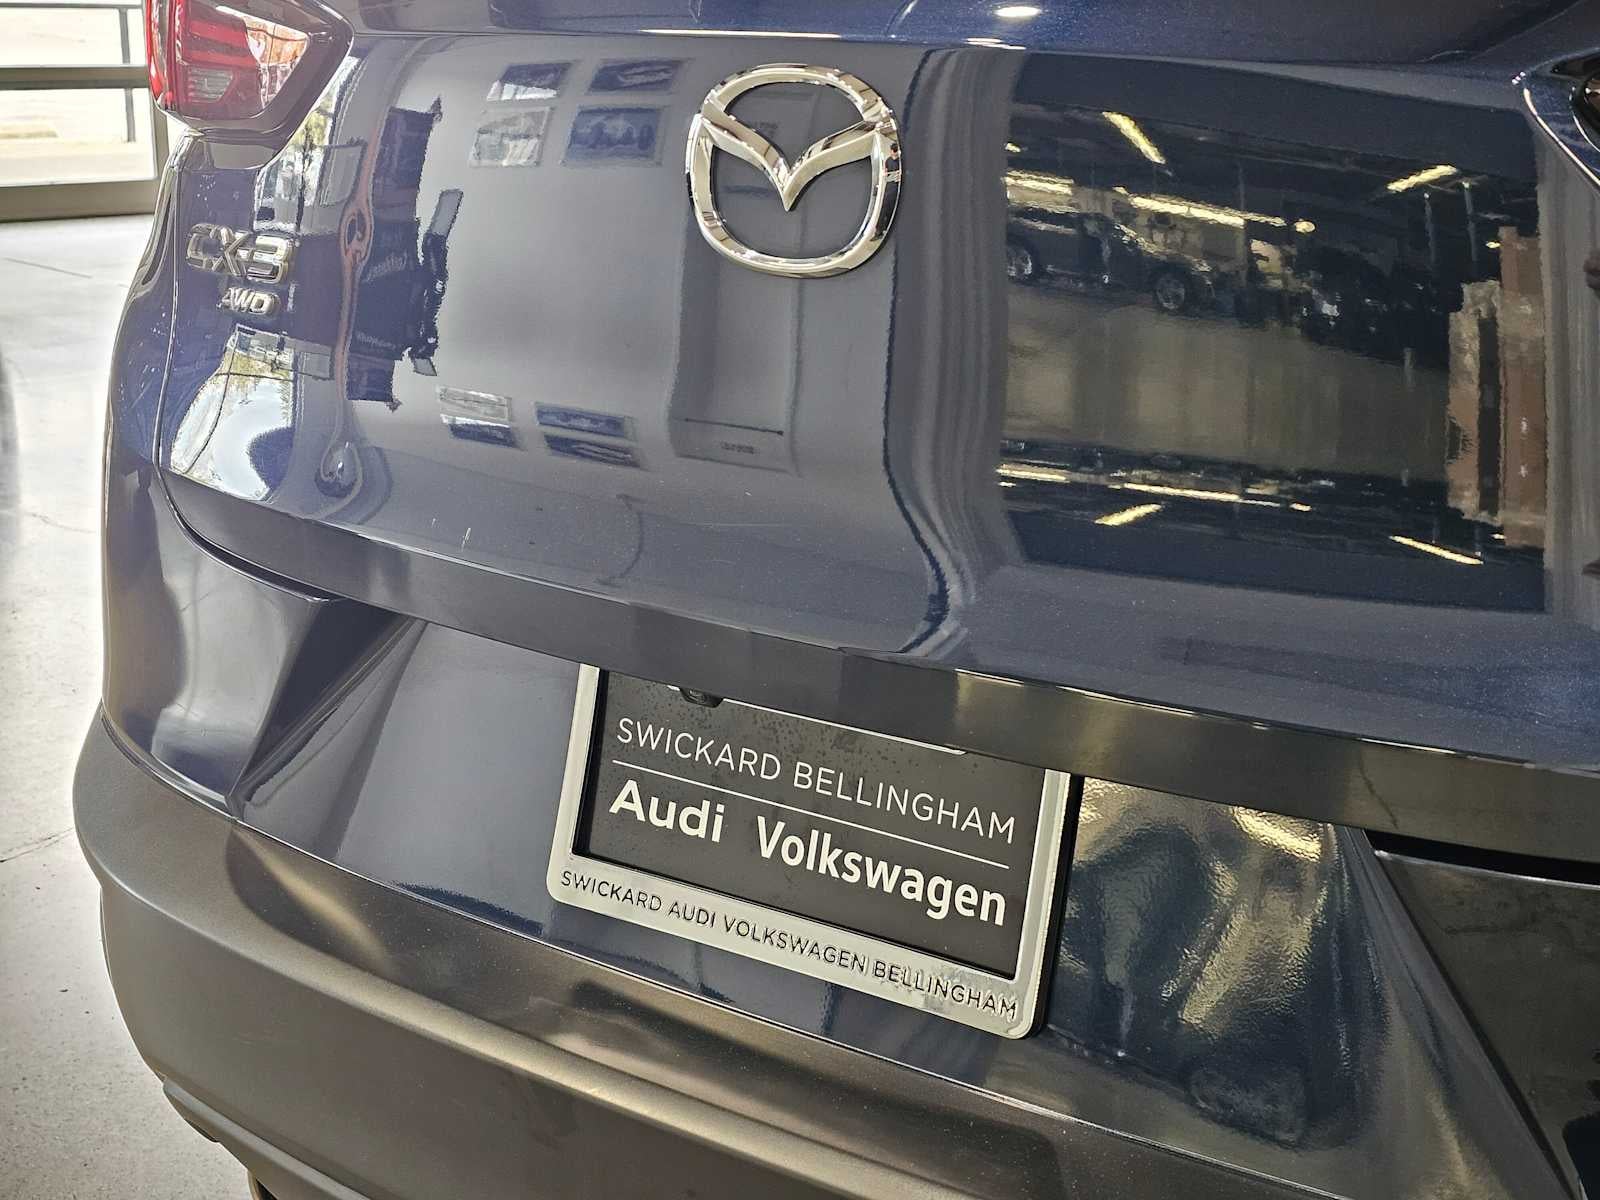 CX-3
AWD
SWICKARD BELLINGHAM
Audi Volkswagen
SWICKARD AUDI VOLKSWAGEN BELLINGHAM